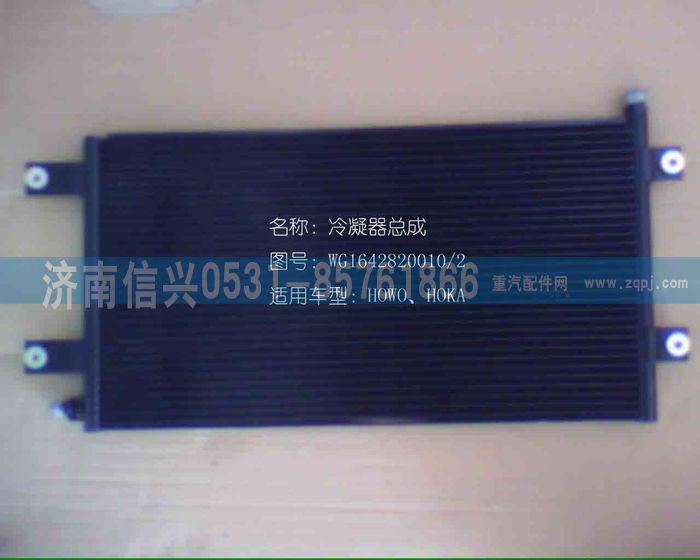 名称：冷凝器总成
图号：WG1642820010/2
济南信兴0531-85761866
重汽配件网
www.zqpj.com
适用车型：HOWO、HOKA